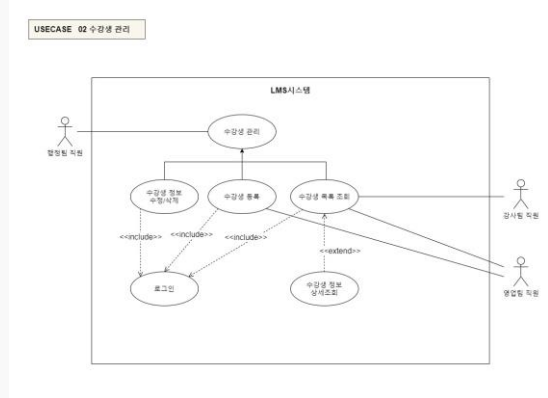 USECASE 02 수강생 관리
LMS시스템
수강생 관리
행정팀 직원
수강생 정보
수정/삭제
수강생 등록
수강생 목록 조회
강사팀 직원
<<include>>
<<include>>
<<include>>
<<extend>>
로그인
수강생 정보
상세조회
영업팀 직원